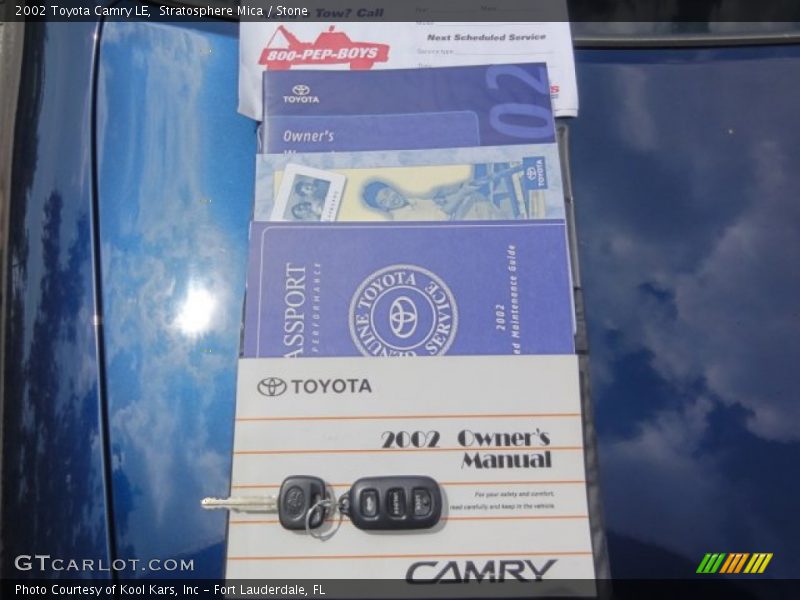 2002 Toyota Camry LE, Stratosphere Mica / Stone
Tow? Call
Next Scheduled Service
Service type
800-PEP-BOYS
TOYOTA
02
Owner's
TOYOTA
ASSPORT
PERFORMANCE
GENUINE TOYOTA SERVICE
2002
Maintenance Guide
TOYOTA
2002 Owner's
Manual
For your safety and comfort,
read carefully and keep in the vehicle.
CAMRY
GTCarLot.com
Photo Courtesy of Kool Kars, Inc – Fort Lauderdale, FL